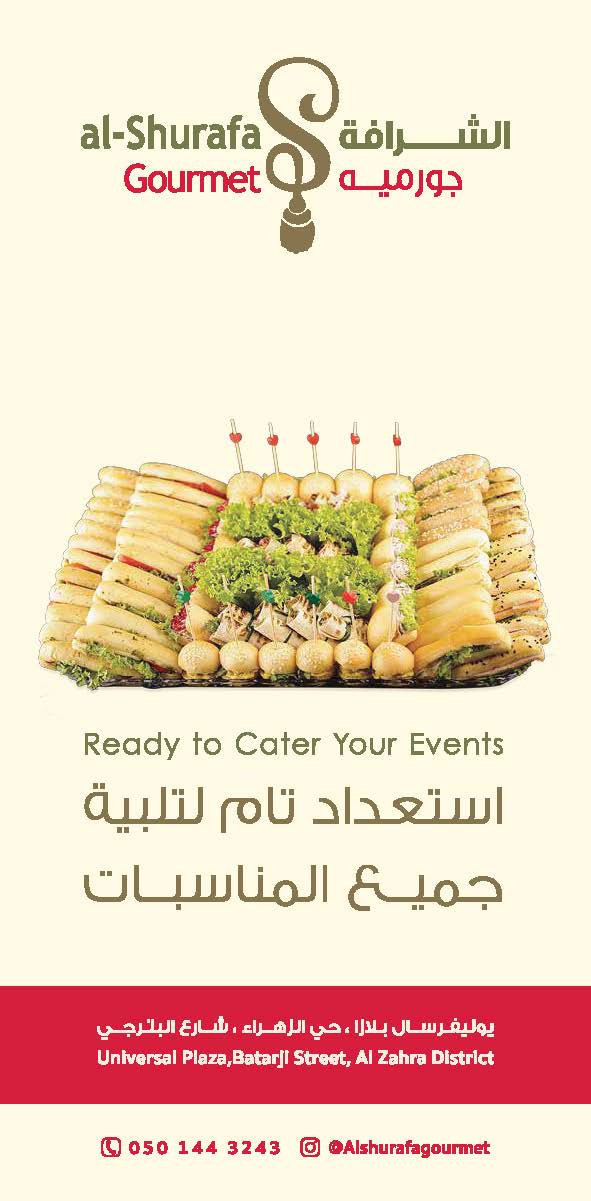 al-Shurafa الشرافة
Gourmet جورميه
Ready to Cater Your Events
استعداد تام لتلبية
جميع المناسبات
يوليفرسال بلازا ، حي الزهراء ، شارع البترجي
Universal Plaza,Batarji Street, Al Zahra District
050 144 3243 @Alshurafagourmet